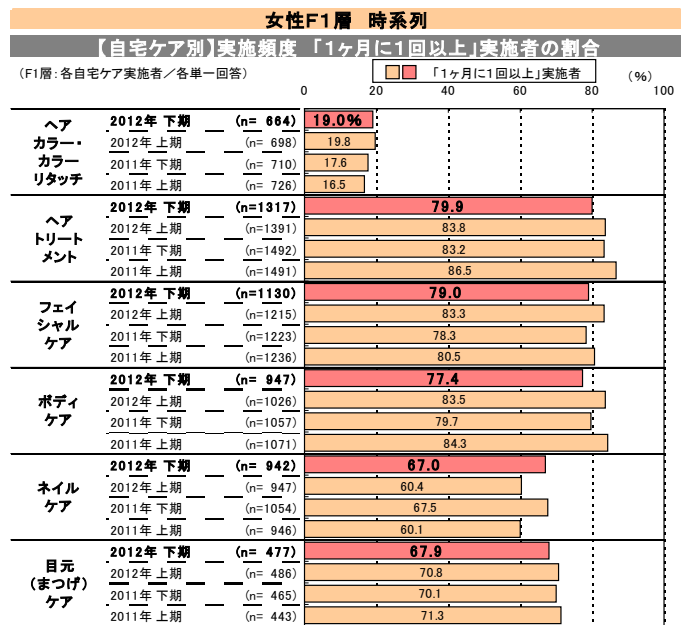 女性F1層　時系列
【自宅ケア別】実施頻度　「1ヶ月に1回以上」実施者の割合
（F1層：各自宅ケア実施者／各単一回答）
「1ヶ月に1回以上」実施者
（%）
0 20 40 60 80 100
ヘア
カラー・
カラー
リタッチ
2012年 下期 (n= 664) 19.0%
2012年 上期 (n= 698) 19.8
2011年 下期 (n= 710) 17.6
2011年 上期 (n= 726) 16.5
ヘア
トリート
メント
2012年 下期 (n=1317) 79.9
2012年 上期 (n=1391) 83.8
2011年 下期 (n=1492) 83.2
2011年 上期 (n=1491) 86.5
フェイ
シャル
ケア
2012年 下期 (n=1130) 79.0
2012年 上期 (n=1215) 83.3
2011年 下期 (n=1223) 78.3
2011年 上期 (n=1236) 80.5
ボディ
ケア
2012年 下期 (n= 947) 77.4
2012年 上期 (n=1026) 83.5
2011年 下期 (n=1057) 79.7
2011年 上期 (n=1071) 84.3
ネイル
ケア
2012年 下期 (n= 942) 67.0
2012年 上期 (n= 947) 60.4
2011年 下期 (n=1054) 67.5
2011年 上期 (n= 946) 60.1
目元
（まつげ）
ケア
2012年 下期 (n= 477) 67.9
2012年 上期 (n= 486) 70.8
2011年 下期 (n= 465) 70.1
2011年 上期 (n= 443) 71.3